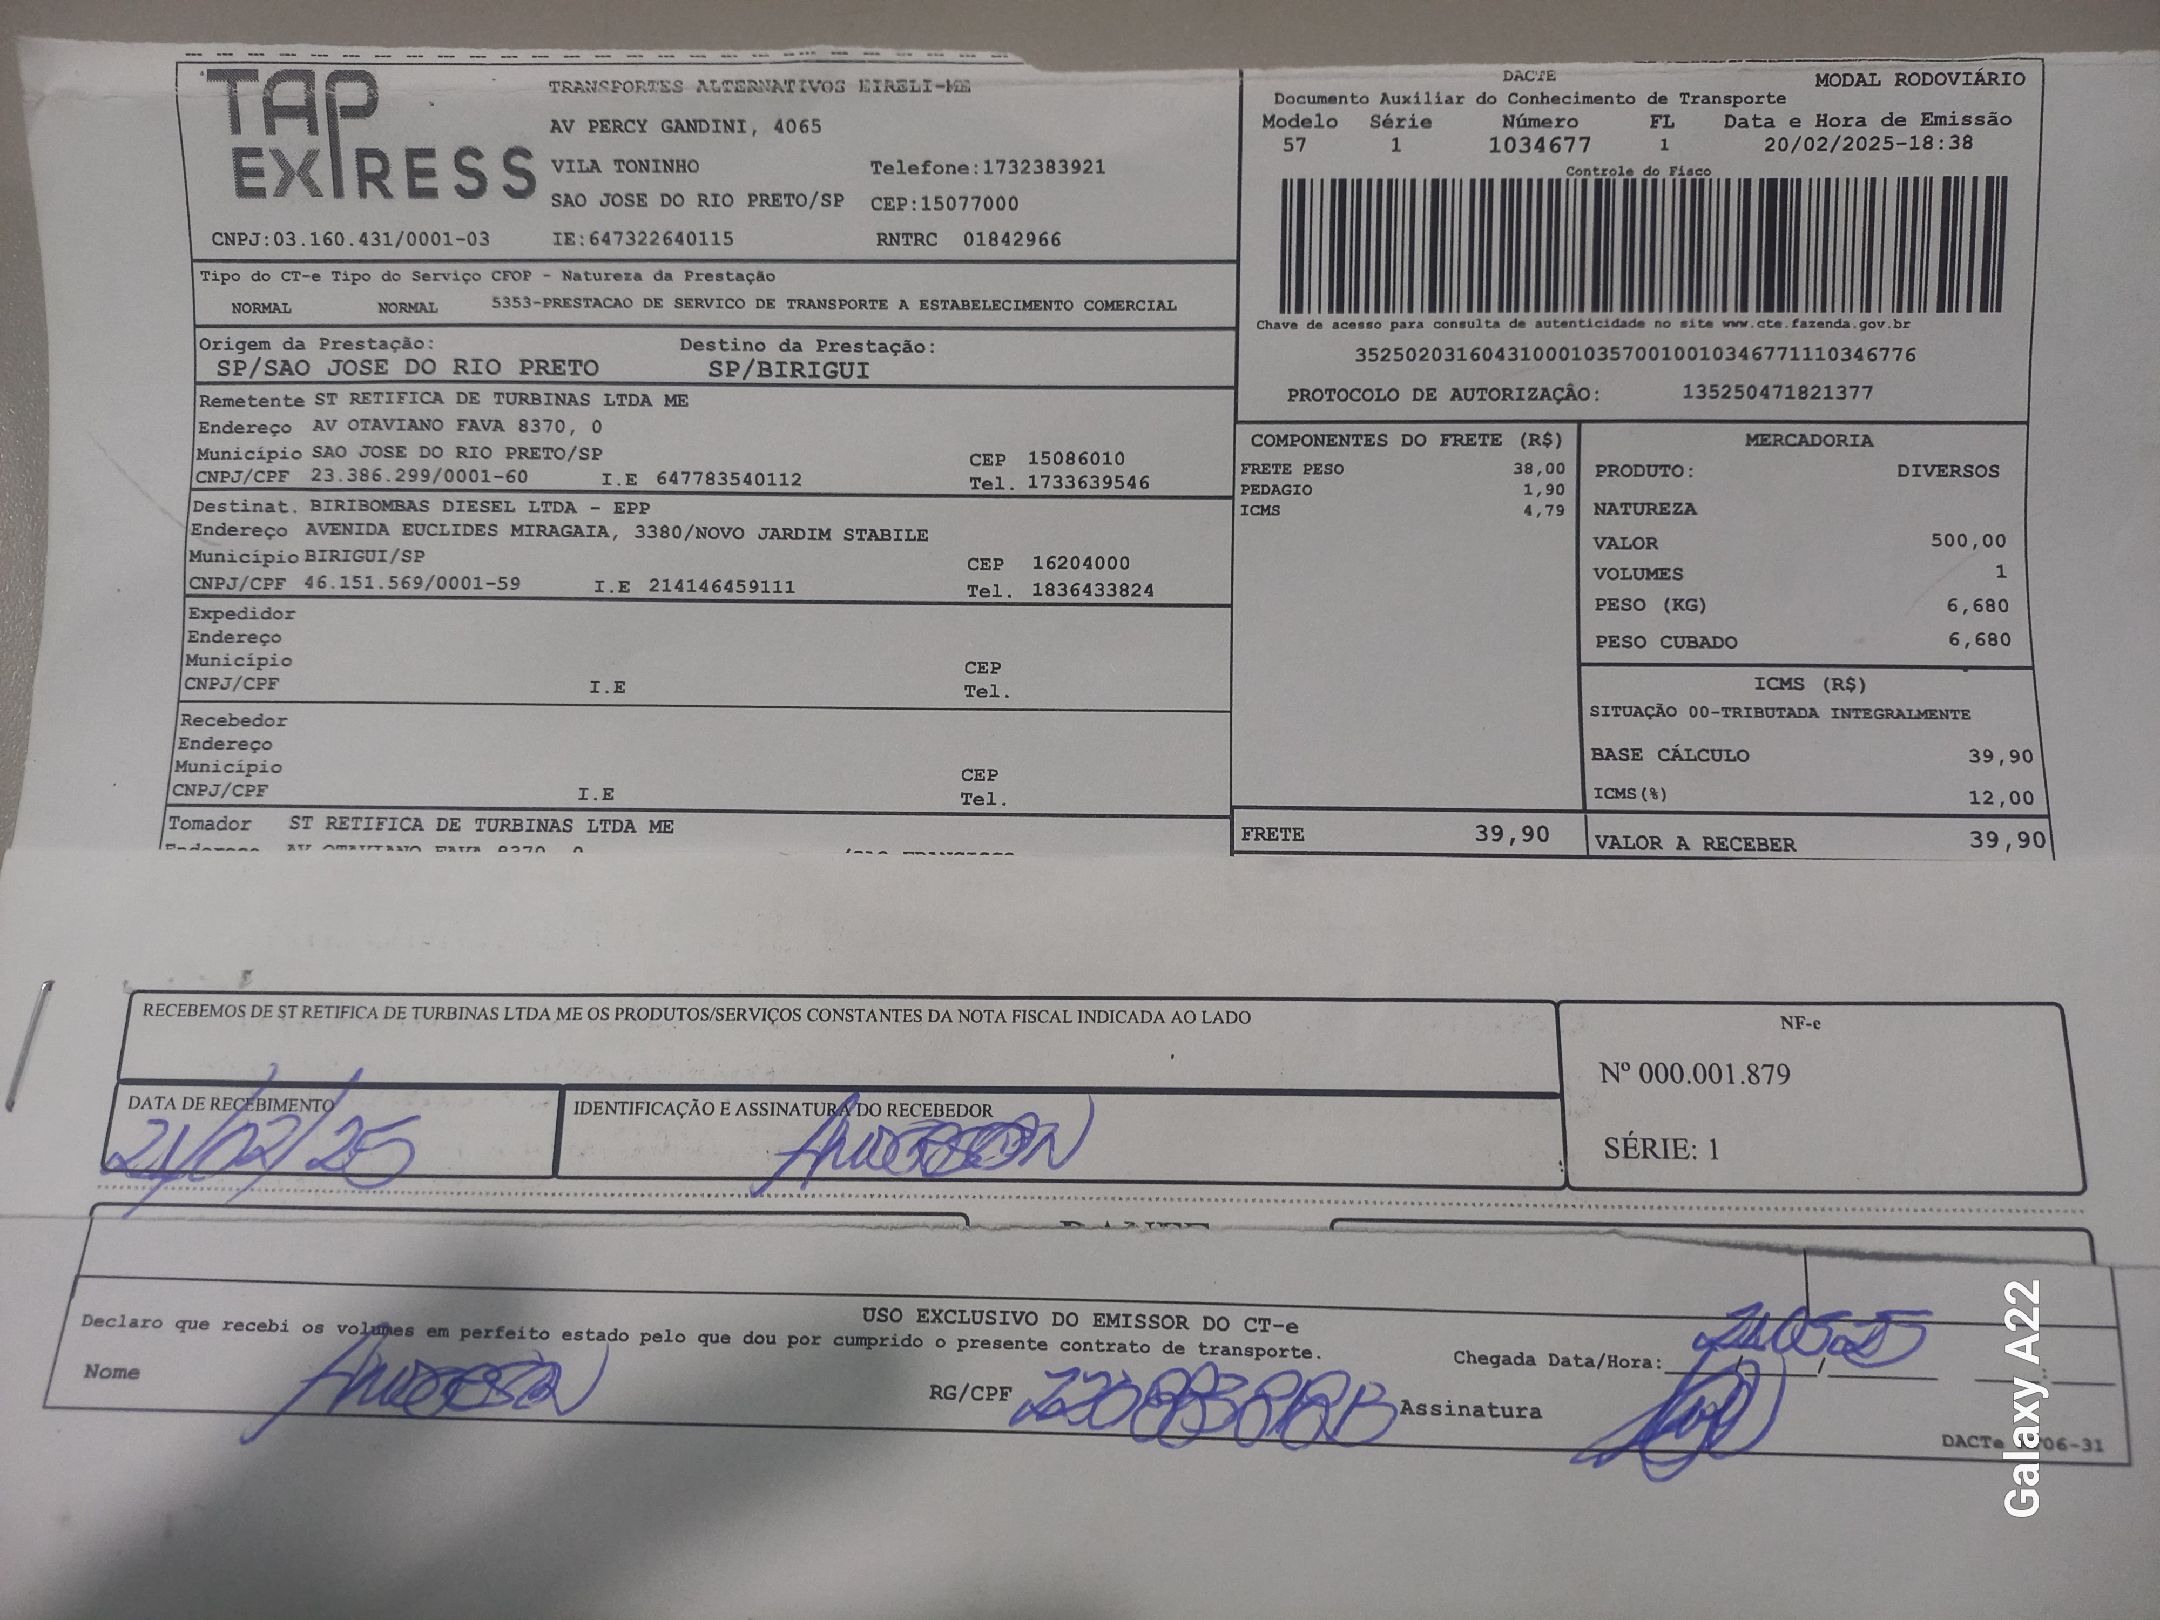 TAP EXPRESS
TRANSPORTES ALTERNATIVOS EIRELI-ME
AV PERCY GANDINI, 4065
VILA TONINHO Telefone:1732383921
SAO JOSE DO RIO PRETO/SP CEP:15077000
CNPJ:03.160.431/0001-03 IE:647322640115 RNTRC 01842966
DACTE MODAL RODOVIÁRIO
Documento Auxiliar do Conhecimento de Transporte
Modelo Série Número FL Data e Hora de Emissão
57 1 1034677 1 20/02/2025-18:38
Controle do Fisco
Chave de acesso para consulta de autenticidade no site www.cte.fazenda.gov.br
35250203160431000103570010010346771110346776
PROTOCOLO DE AUTORIZAÇÃO: 135250471821377
Tipo do CT-e Tipo do Serviço CFOP - Natureza da Prestação
NORMAL NORMAL 5353-PRESTACAO DE SERVICO DE TRANSPORTE A ESTABELECIMENTO COMERCIAL
Origem da Prestação: Destino da Prestação:
SP/SAO JOSE DO RIO PRETO SP/BIRIGUI
Remetente ST RETIFICA DE TURBINAS LTDA ME
Endereço AV OTAVIANO FAVA 8370, 0
Município SAO JOSE DO RIO PRETO/SP CEP 15086010
CNPJ/CPF 23.386.299/0001-60 I.E 647783540112 Tel. 1733639546
Destinat. BIRIBOMBAS DIESEL LTDA - EPP
Endereço AVENIDA EUCLIDES MIRAGAIA, 3380/NOVO JARDIM STABILE
Município BIRIGUI/SP CEP 16204000
CNPJ/CPF 46.151.569/0001-59 I.E 214146459111 Tel. 1836433824
Expedidor
Endereço
Município CEP
CNPJ/CPF I.E Tel.
Recebedor
Endereço
Município CEP
CNPJ/CPF I.E Tel.
Tomador ST RETIFICA DE TURBINAS LTDA ME
Endereço AV OTAVIANO FAVA 8370, 0
COMPONENTES DO FRETE (R$)
FRETE PESO 38,00
PEDAGIO 1,90
ICMS 4,79
FRETE 39,90
MERCADORIA
PRODUTO: DIVERSOS
NATUREZA
VALOR 500,00
VOLUMES 1
PESO (KG) 6,680
PESO CUBADO 6,680
ICMS (R$)
SITUAÇÃO 00-TRIBUTADA INTEGRALMENTE
BASE CÁLCULO 39,90
ICMS(%) 12,00
VALOR A RECEBER 39,90
RECEBEMOS DE ST RETIFICA DE TURBINAS LTDA ME OS PRODUTOS/SERVIÇOS CONSTANTES DA NOTA FISCAL INDICADA AO LADO
DATA DE RECEBIMENTO IDENTIFICAÇÃO E ASSINATURA DO RECEBEDOR
21/02/25 ANDERSON
NF-e
Nº 000.001.879
SÉRIE: 1
USO EXCLUSIVO DO EMISSOR DO CT-e
Declaro que recebi os volumes em perfeito estado pelo que dou por cumprido o presente contrato de transporte.
Chegada Data/Hora:
Nome ANDERSON RG/CPF Assinatura
DACTe 06-31
Galaxy A22